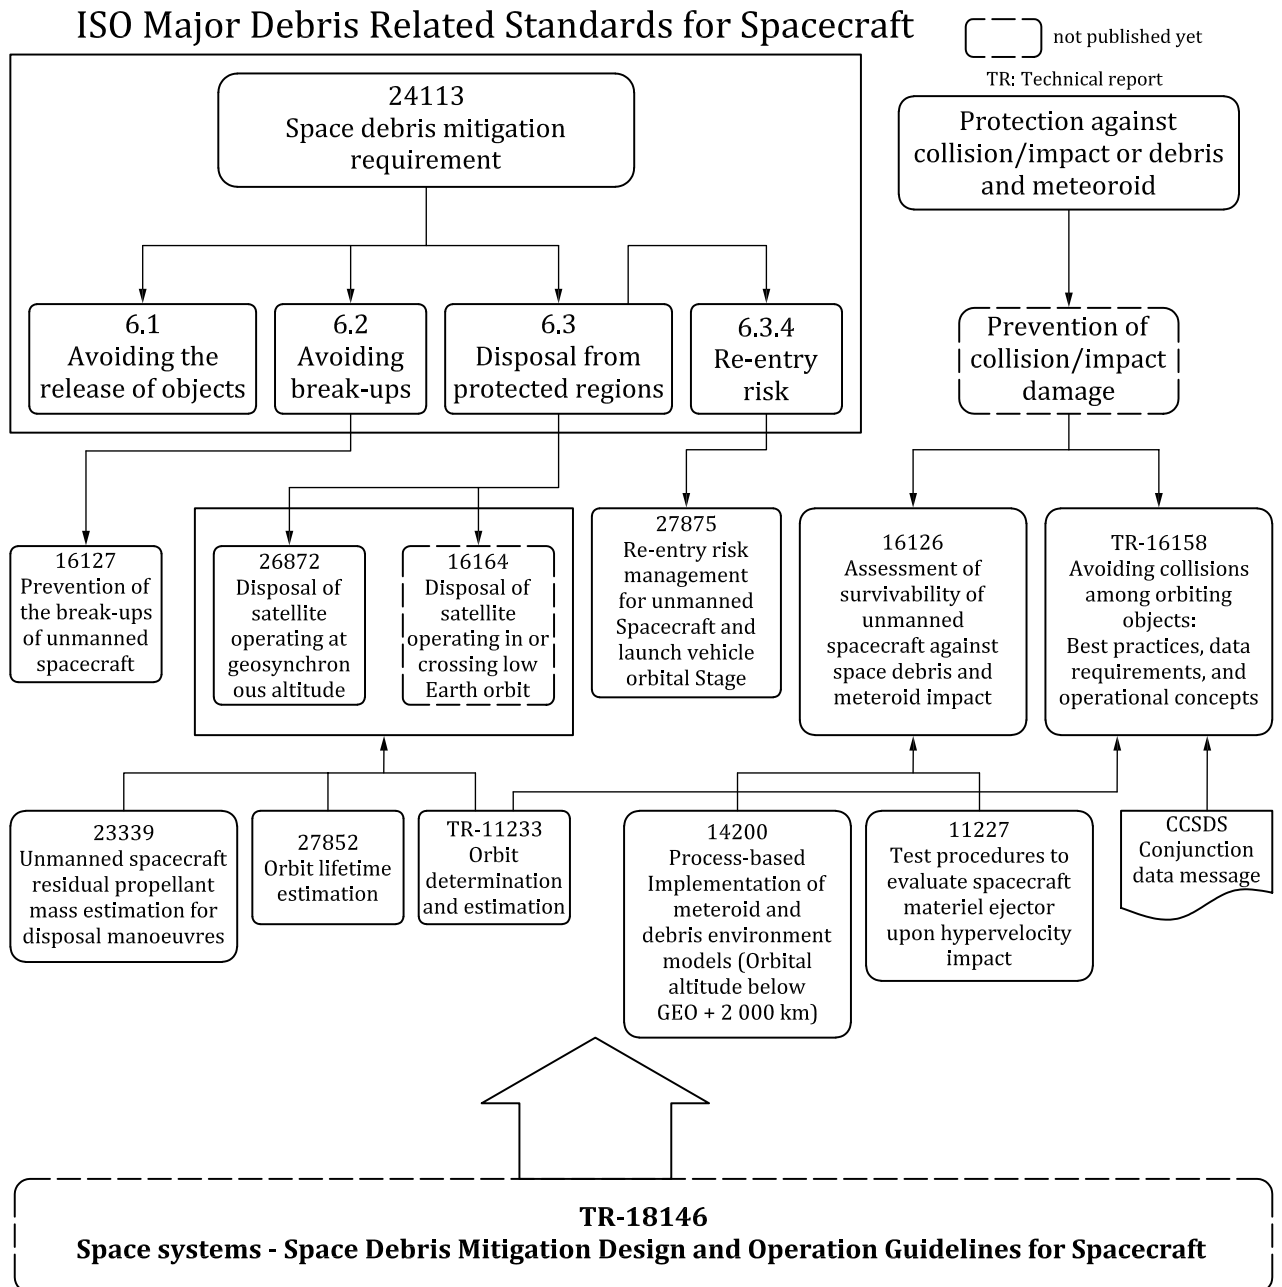 ISO Major Debris Related Standards for Spacecraft
not published yet
TR: Technical report
24113
Space debris mitigation
requirement
Protection against
collision/impact or debris
and meteoroid
6.1
Avoiding the
release of objects
6.2
Avoiding
break-ups
6.3
Disposal from
protected regions
6.3.4
Re-entry
risk
Prevention of
collision/impact
damage
16127
Prevention of
the break-ups
of unmanned
spacecraft
26872
Disposal of
satellite
operating at
geosynchron
ous altitude
16164
Disposal of
satellite
operating in or
crossing low
Earth orbit
27875
Re-entry risk
management
for unmanned
Spacecraft and
launch vehicle
orbital Stage
16126
Assessment of
survivability of
unmanned
spacecraft against
space debris and
meteroid impact
TR-16158
Avoiding collisions
among orbiting
objects:
Best practices, data
requirements, and
operational concepts
23339
Unmanned spacecraft
residual propellant
mass estimation for
disposal manoeuvres
27852
Orbit lifetime
estimation
TR-11233
Orbit
determination
and estimation
14200
Process-based
Implementation of
meteroid and
debris environment
models (Orbital
altitude below
GEO + 2 000 km)
11227
Test procedures to
evaluate spacecraft
materiel ejector
upon hypervelocity
impact
CCSDS
Conjunction
data message
TR-18146
Space systems - Space Debris Mitigation Design and Operation Guidelines for Spacecraft